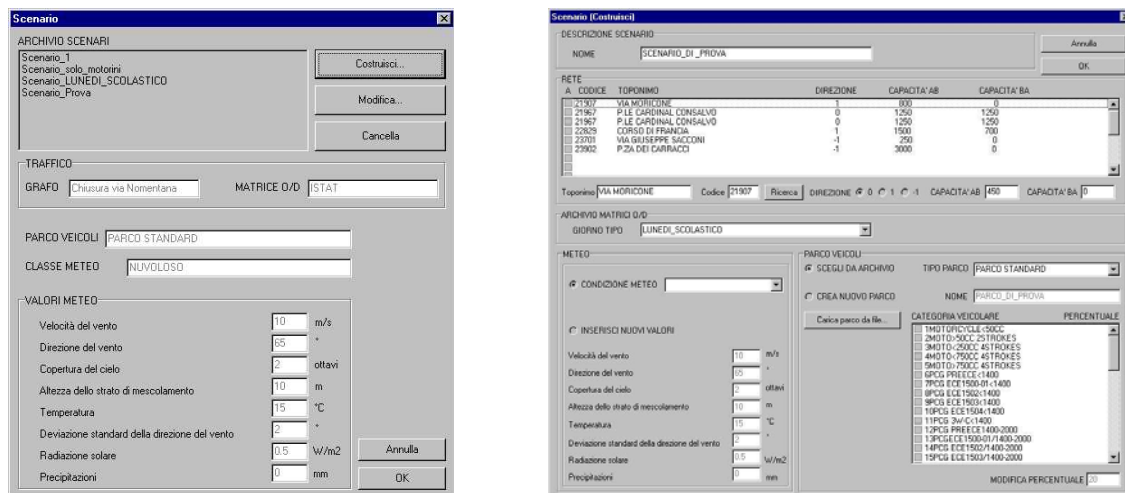 Scenario
ARCHIVIO SCENARI
Scenario_1
Scenario_solo_motorini
Scenario_LUNEDI_SCOLASTICO
Scenario_Prova
Costruisci...
Modifica...
Cancella
TRAFFICO
GRAFO Chiusura via Nomentana MATRICE O/D ISTAT
PARCO VEICOLI PARCO STANDARD
CLASSE METEO NUVOLOSO
VALORI METEO
Velocità del vento 10 m/s
Direzione del vento 65 °
Copertura del cielo 2 ottavi
Altezza dello strato di mescolamento 10 m
Temperatura 15 °C
Deviazione standard della direzione del vento 2 °
Radiazione solare 0.5 W/m2
Precipitazioni 0 mm
Annulla
OK
Scenario (Costruisci)
DESCRIZIONE SCENARIO
NOME SCENARIO_DI_PROVA
Annulla
OK
RETE
A CODICE TOPONIMO DIREZIONE CAPACITA' AB CAPACITA' BA
21907 VIA MORICONE 1 800 0
21967 P.LE CARDINAL CONSALVO 0 1250 1250
21967 P.LE CARDINAL CONSALVO 0 1250 1250
22829 CORSO DI FRANCIA 1 1500 700
23701 VIA GIUSEPPE SACCONI -1 250 0
23902 P.ZA DEI CARRACCI -1 3000 0
Toponimo VIA MORICONE Codice 21907 Ricerca DIREZIONE 0 1 -1 CAPACITA' AB 450 CAPACITA' BA 0
ARCHIVIO MATRICI O/D
GIORNO TIPO LUNEDI_SCOLASTICO
METEO
CONDIZIONE METEO
INSERISCI NUOVI VALORI
Velocità del vento 10 m/s
Direzione del vento 65 °
Copertura del cielo 2 ottavi
Altezza dello strato di mescolamento 10 m
Temperatura 15 °C
Deviazione standard della direzione del vento 2 °
Radiazione solare 0.5 W/m2
Precipitazioni 0 mm
PARCO VEICOLI
SCEGLI DA ARCHIVIO TIPO PARCO PARCO STANDARD
CREA NUOVO PARCO NOME PARCO_DI_PROVA
Carica parco da file...
CATEGORIA VEICOLARE PERCENTUALE
1MOTORCYCLE<50CC
2MOTO>50CC 2STROKES
3MOTO<250CC 4STROKES
4MOTO<750CC 4STROKES
5MOTO>750CC 4STROKES
6PCG PREECE<1400
7PCG ECE1500-01<1400
8PCG ECE1502<1400
9PCG ECE1503<1400
10PCG ECE1504<1400
11PCG 3W-C<1400
12PCG PREECE1400-2000
13PCGECE1500-01/1400-2000
14PCG ECE1502/1400-2000
15PCG ECE1503/1400-2000
MODIFICA PERCENTUALE 20